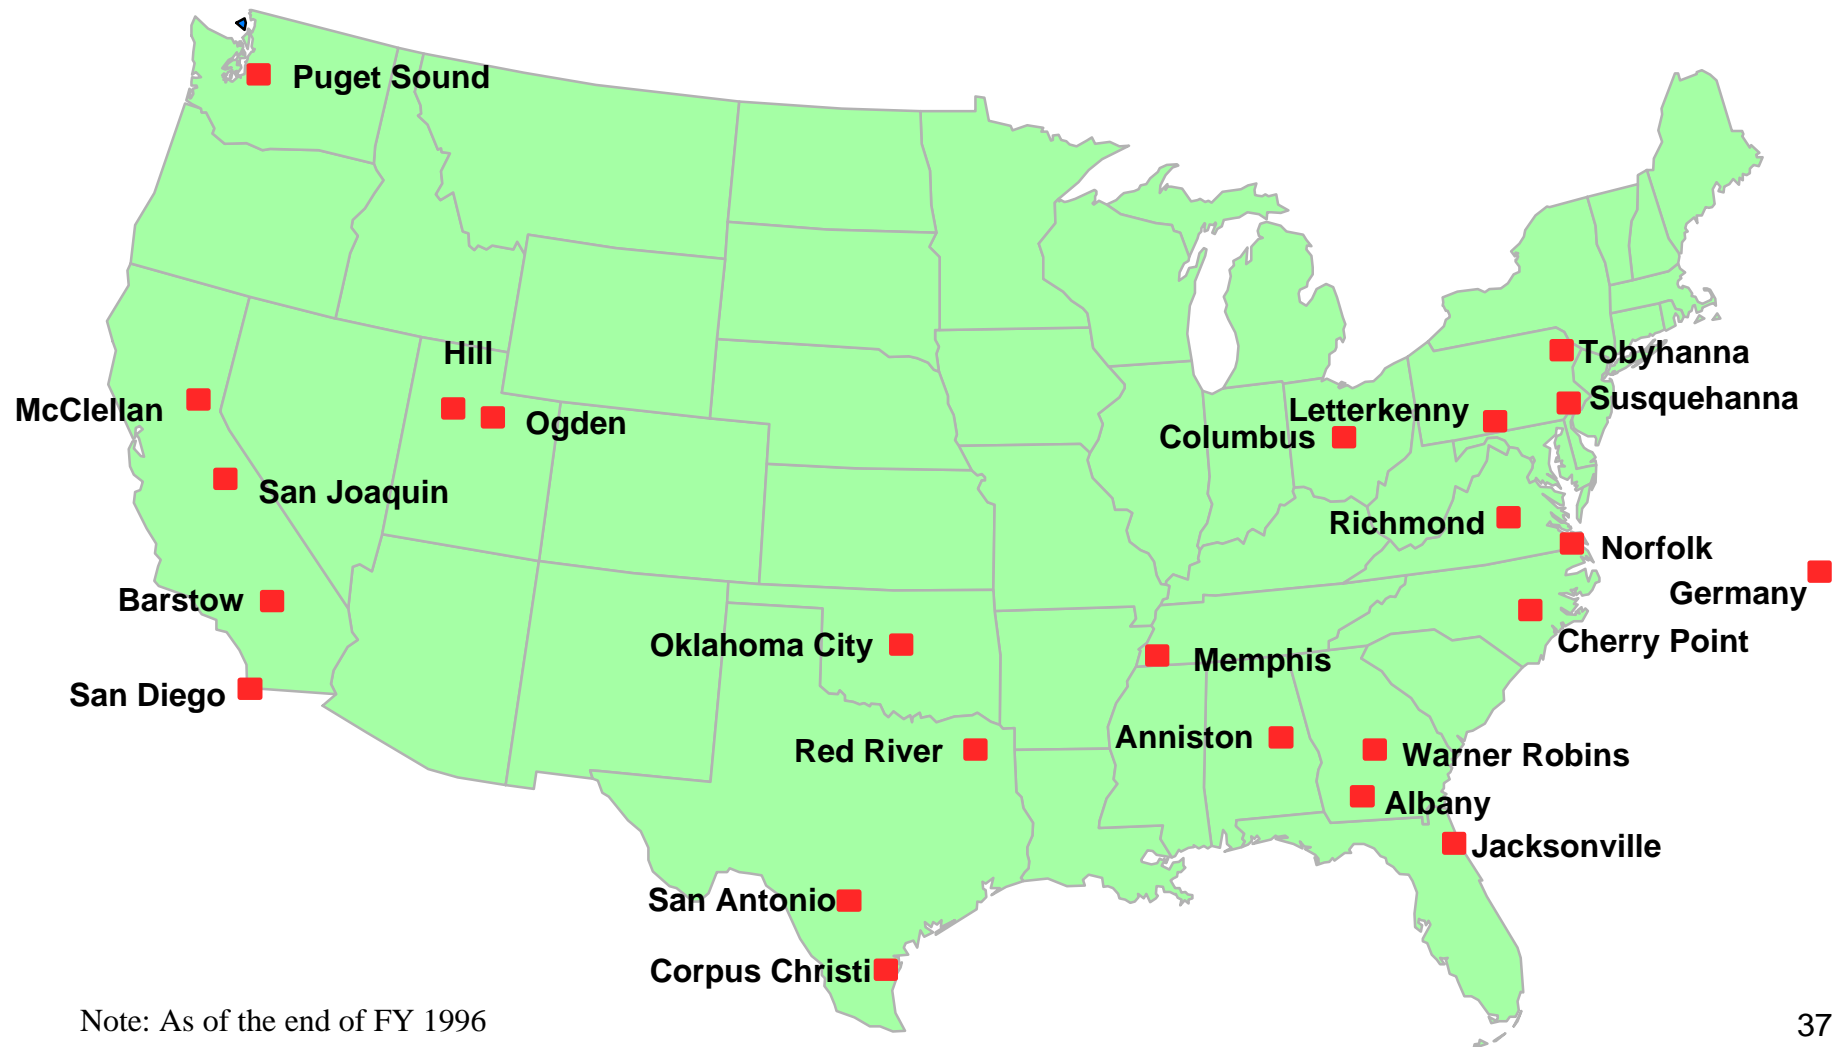 Puget Sound
Hill
Tobyhanna
Susquehanna
McClellan
Ogden
Letterkenny
Columbus
San Joaquin
Richmond
Norfolk
Germany
Barstow
Oklahoma City
Cherry Point
Memphis
San Diego
Red River
Anniston
Warner Robins
Albany
Jacksonville
San Antonio
Corpus Christi
Note: As of the end of FY 1996
37